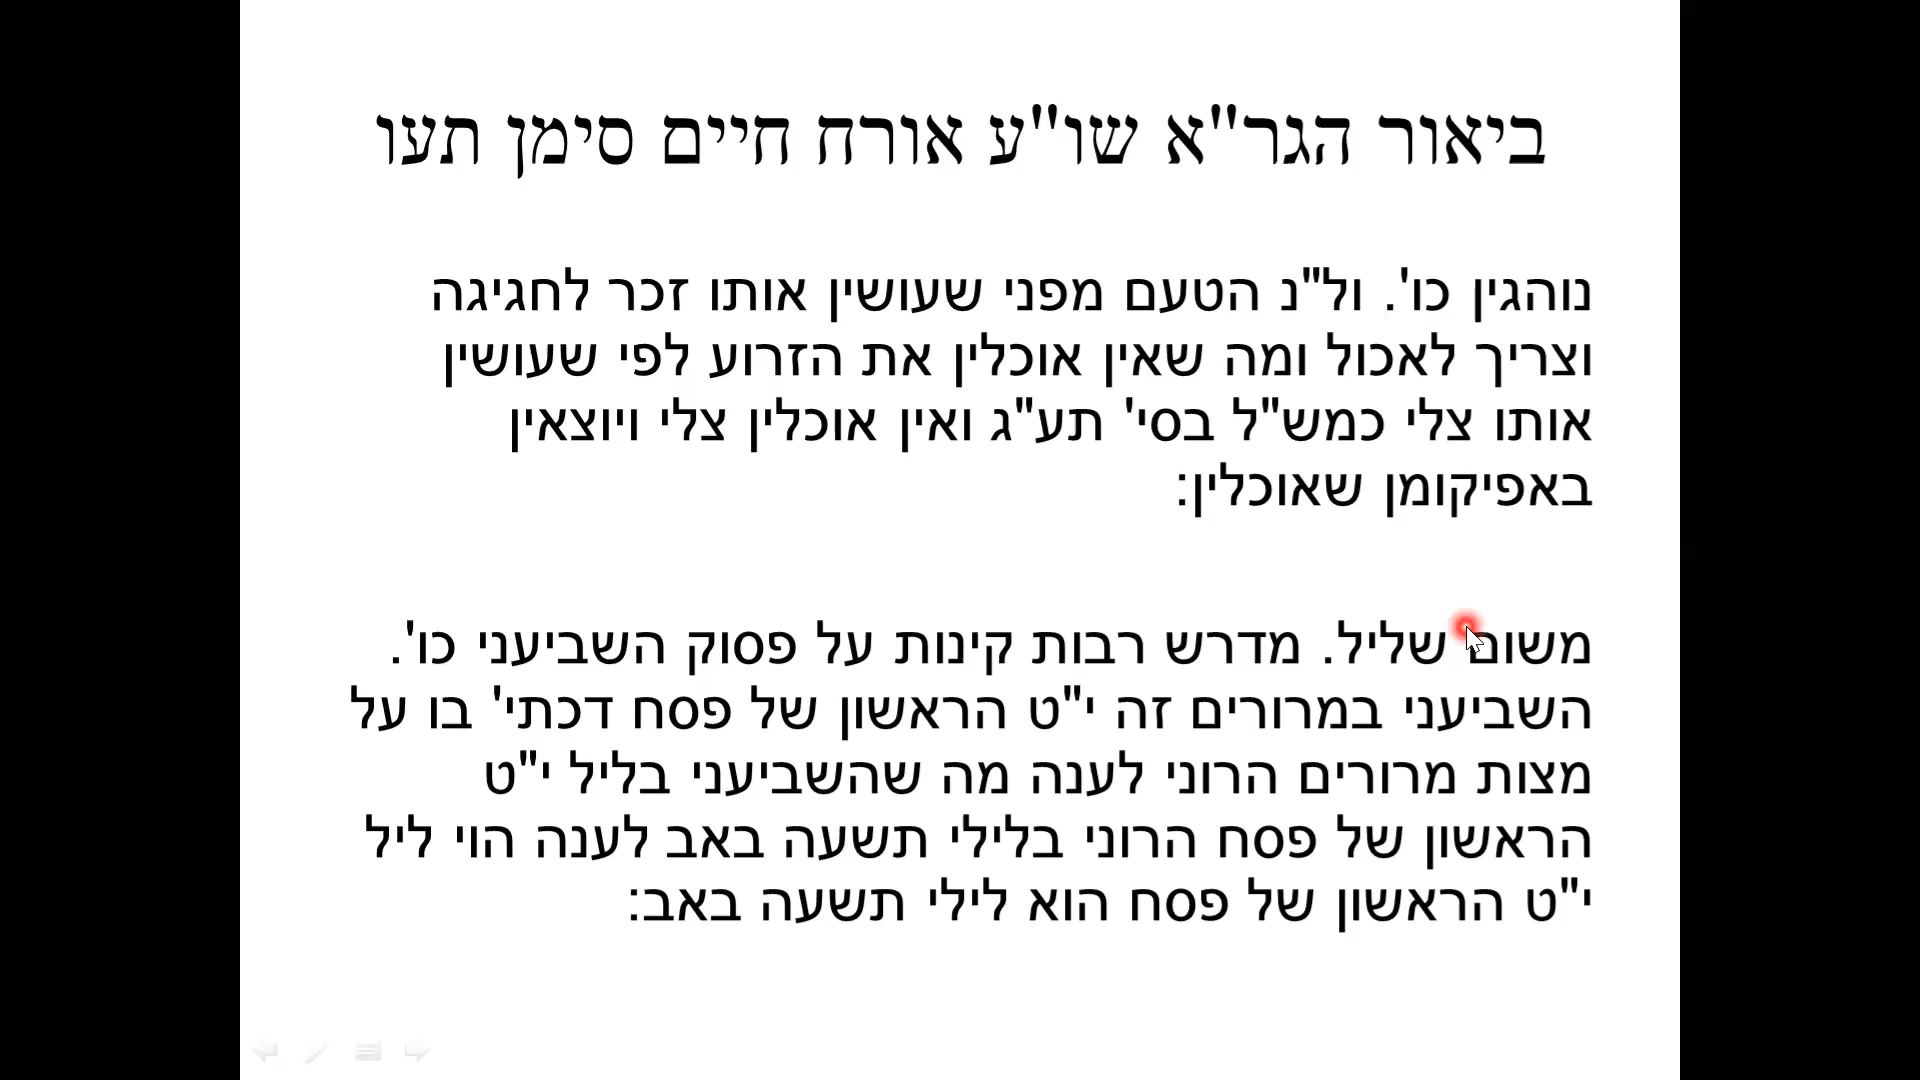 ביאור הגר"א שו"ע אורח חיים סימן תעו
נוהגין כו'. ול"נ הטעם מפני שעושין אותו זכר לחגיגה
וצריך לאכול ומה שאין אוכלין את הזרוע לפי שעושין
אותו צלי כמש"ל בסי' תע"ג ואין אוכלין צלי ויוצאין
באפיקומן שאוכלין:
משום שליל. מדרש רבות קינות על פסוק השביעני כו'.
השביעני במרורים זה י"ט הראשון של פסח דכתי' בו על
מצות מרורים הרוני לענה מה שהשביעני בליל י"ט
הראשון של פסח הרוני בלילי תשעה באב לענה הוי ליל
י"ט הראשון של פסח הוא לילי תשעה באב: